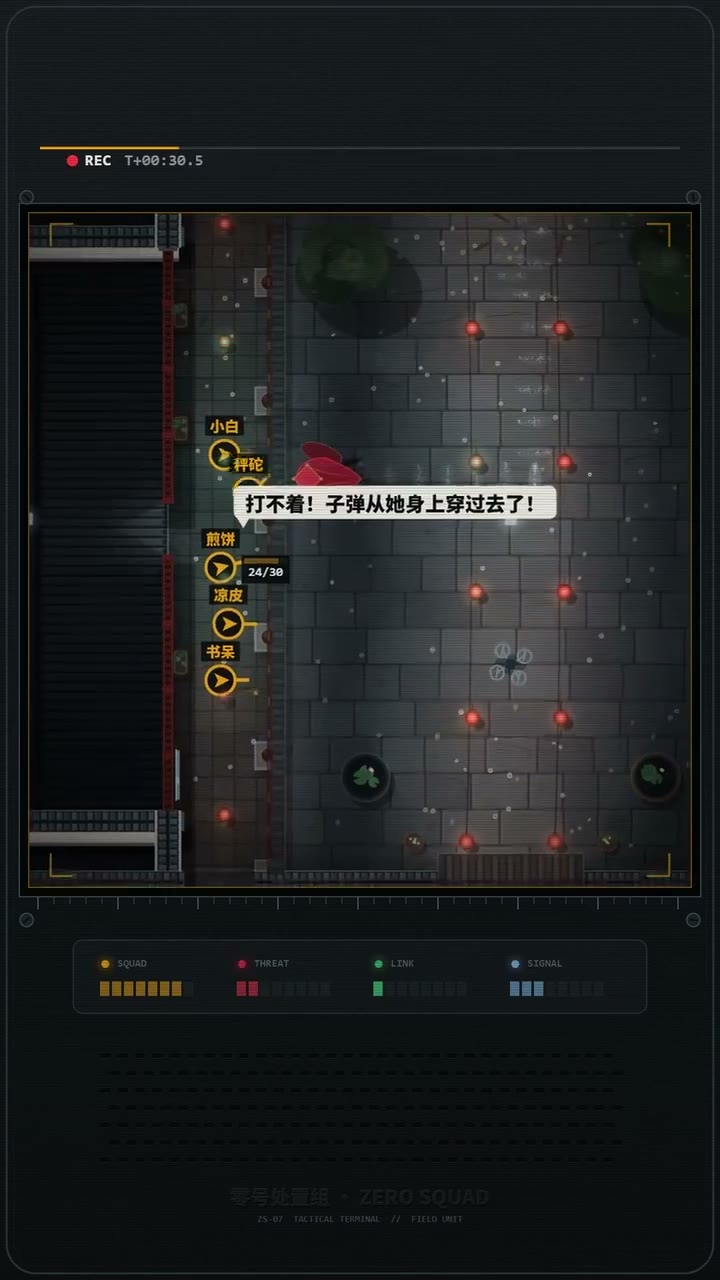 REC T+00:30.5
小白
秤砣
打不着！子弹从她身上穿过去了！
煎饼
24/30
凉皮
书呆
SQUAD THREAT LINK SIGNAL
零号处置组 · ZERO SQUAD
ZS-07 TACTICAL TERMINAL // FIELD UNIT